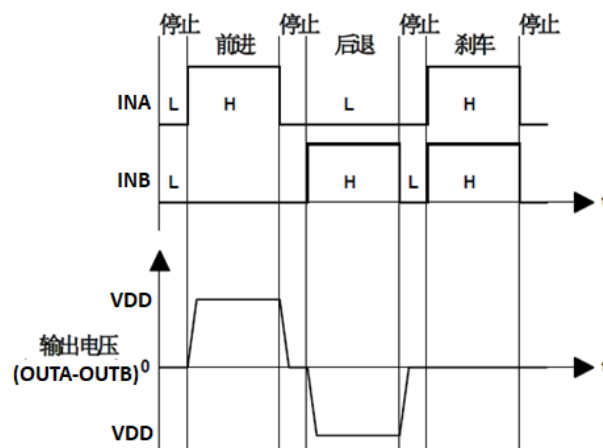 停止 停止 停止 停止
前进 后退 刹车
INA L H L H
INB L H L H t
VDD
输出电压
(OUTA-OUTB) 0 t
VDD